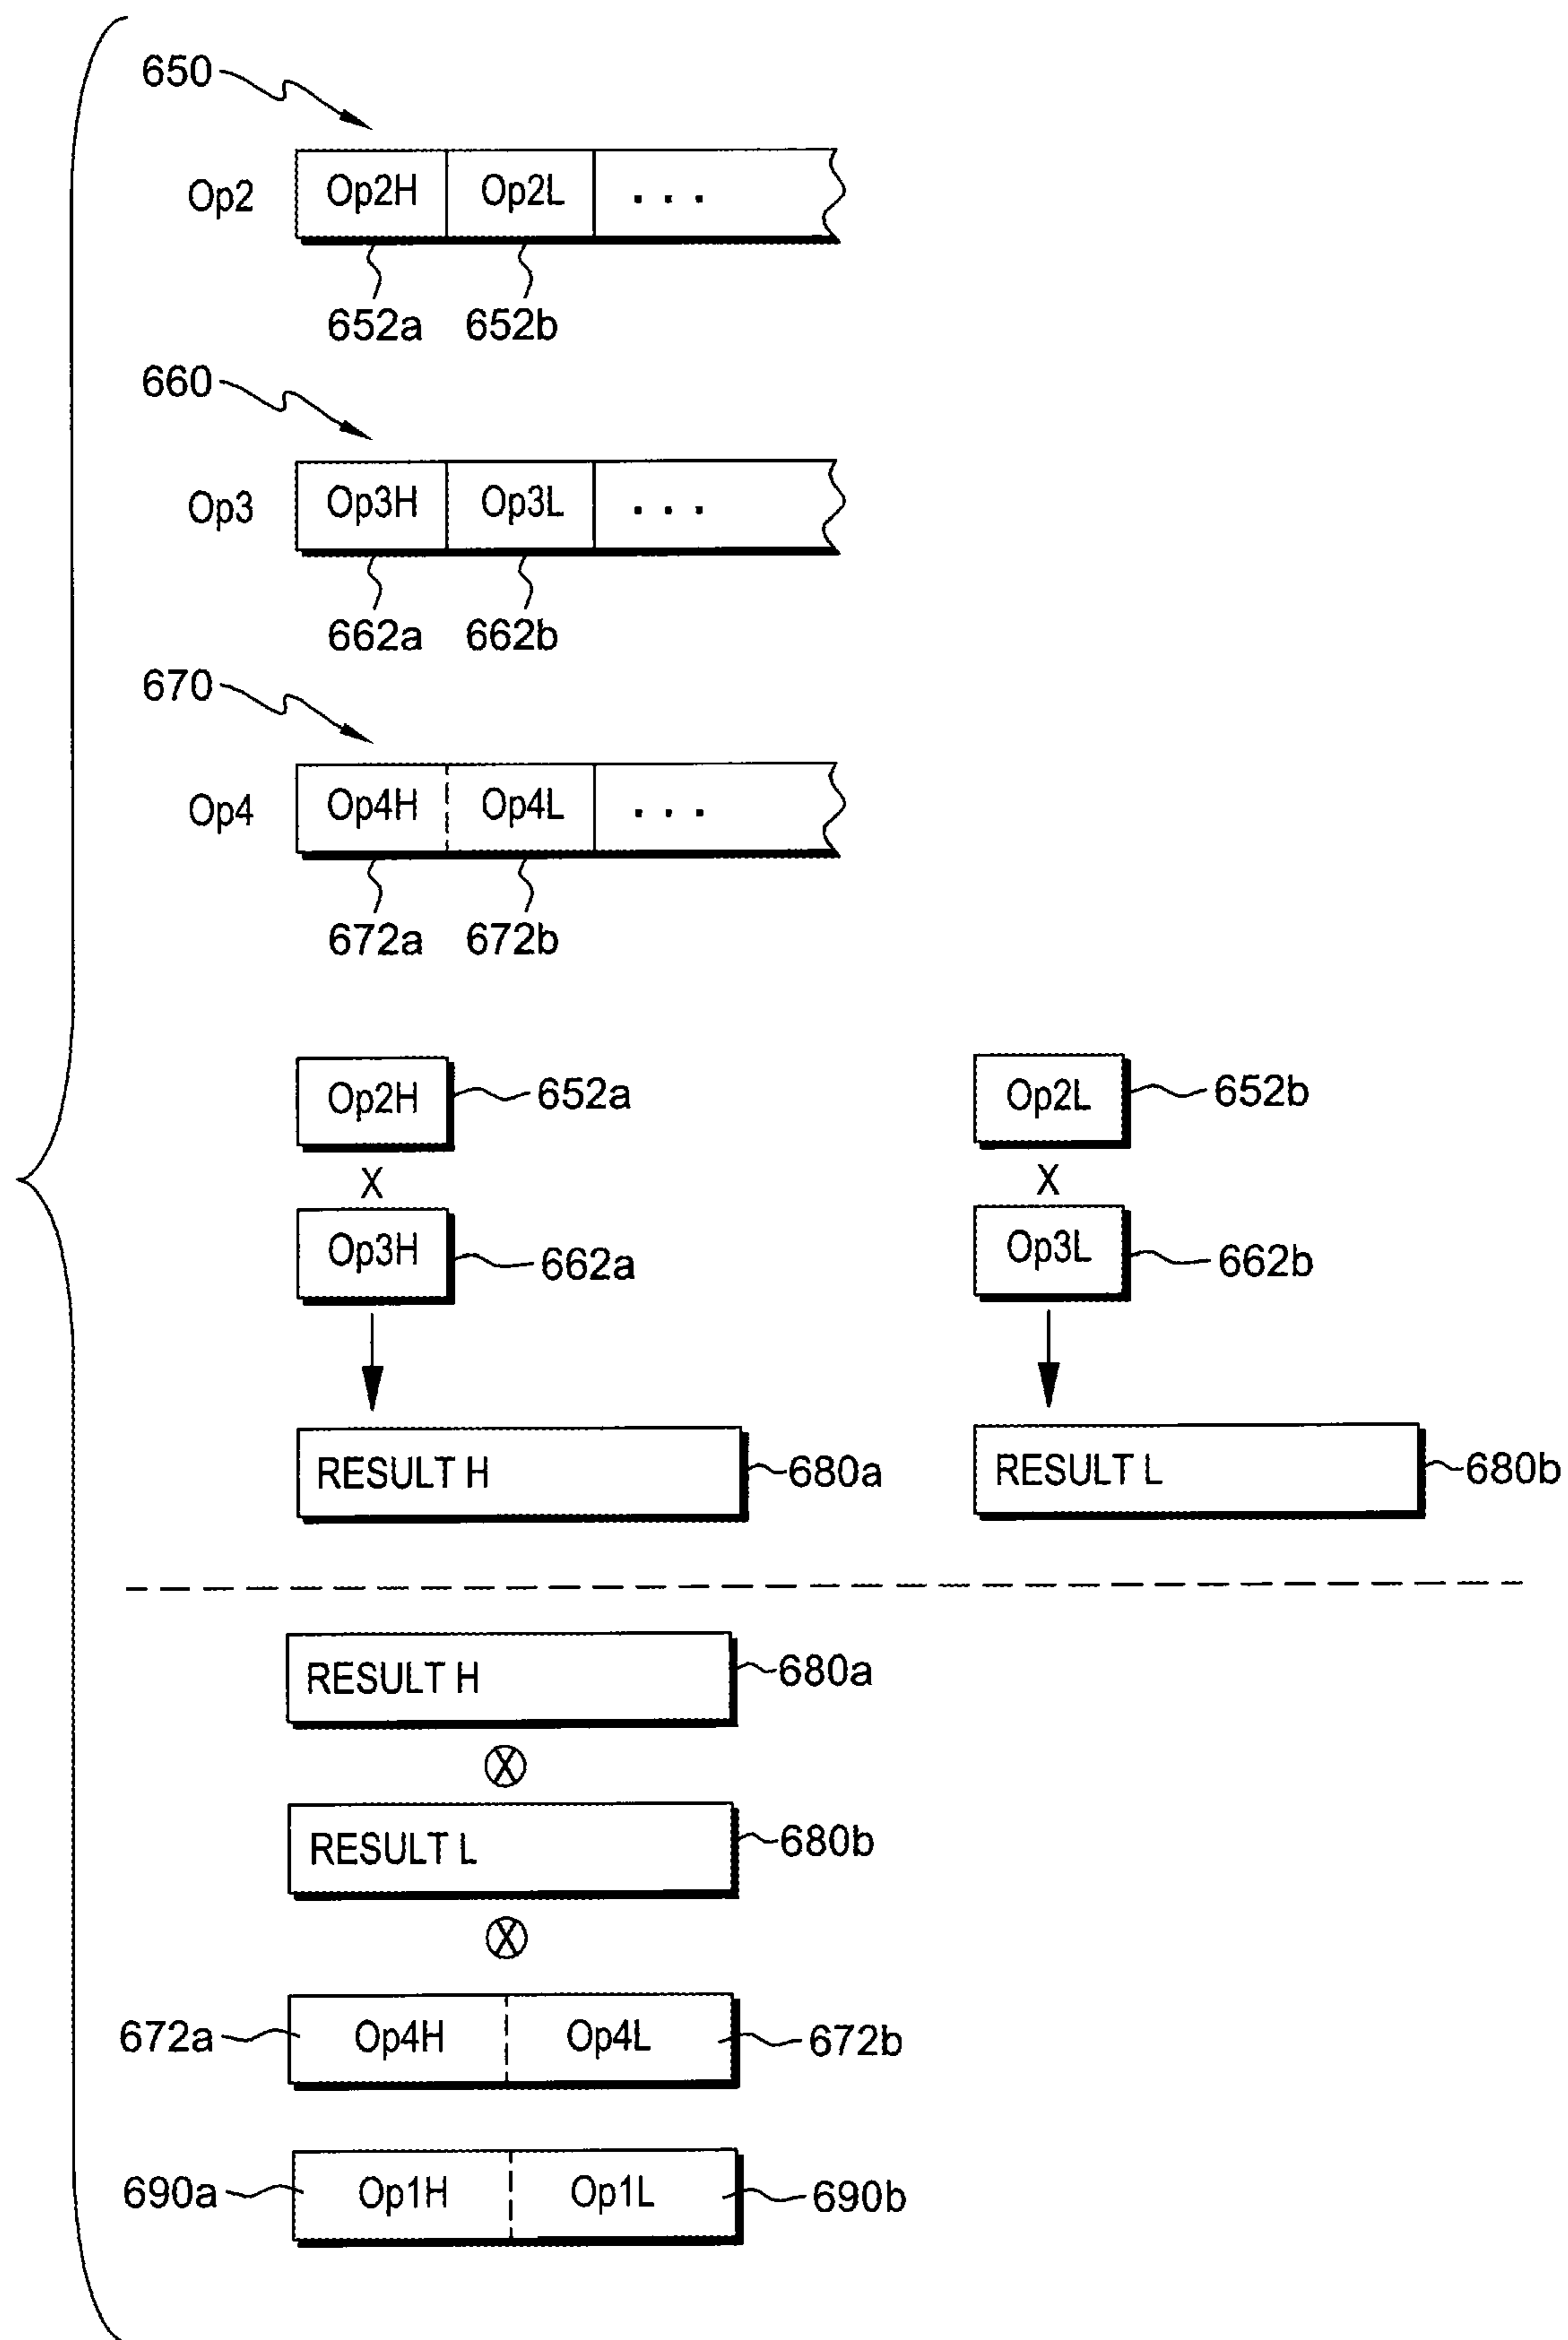 650
Op2 Op2H Op2L . . .
652a 652b
660
Op3 Op3H Op3L . . .
662a 662b
670
Op4 Op4H Op4L . . .
672a 672b
Op2H 652a Op2L 652b
X X
Op3H 662a Op3L 662b
RESULT H 680a RESULT L 680b
RESULT H 680a
X
RESULT L 680b
X
672a Op4H Op4L 672b
690a Op1H Op1L 690b